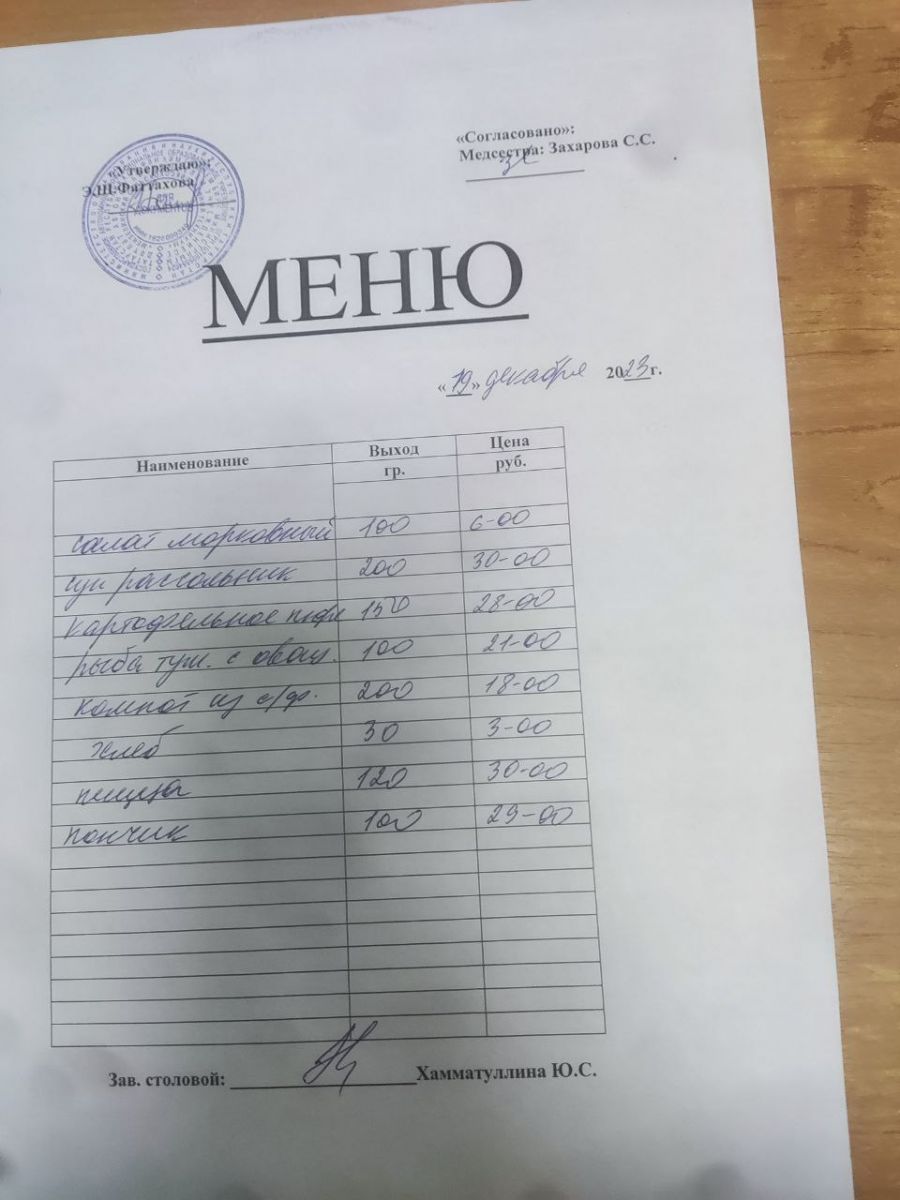 «Утверждаю»:
Э.Ш.Фаттахова
«Согласовано»:
Медсестра: Захарова С.С.
ДЛЯ
ДОКУМЕНТОВ
МЕНЮ
«19» декабря 2023г.
Наименование Выход гр. Цена руб.
салат морковный 100 6-00
суп рассольник 200 30-00
картофельное пюре 150 28-00
рыба туш. с овощ. 100 21-00
компот из с/фр. 200 18-00
хлеб 30 3-00
пицца 120 30-00
пончик 100 29-00
Зав. столовой: Хамматуллина Ю.С.